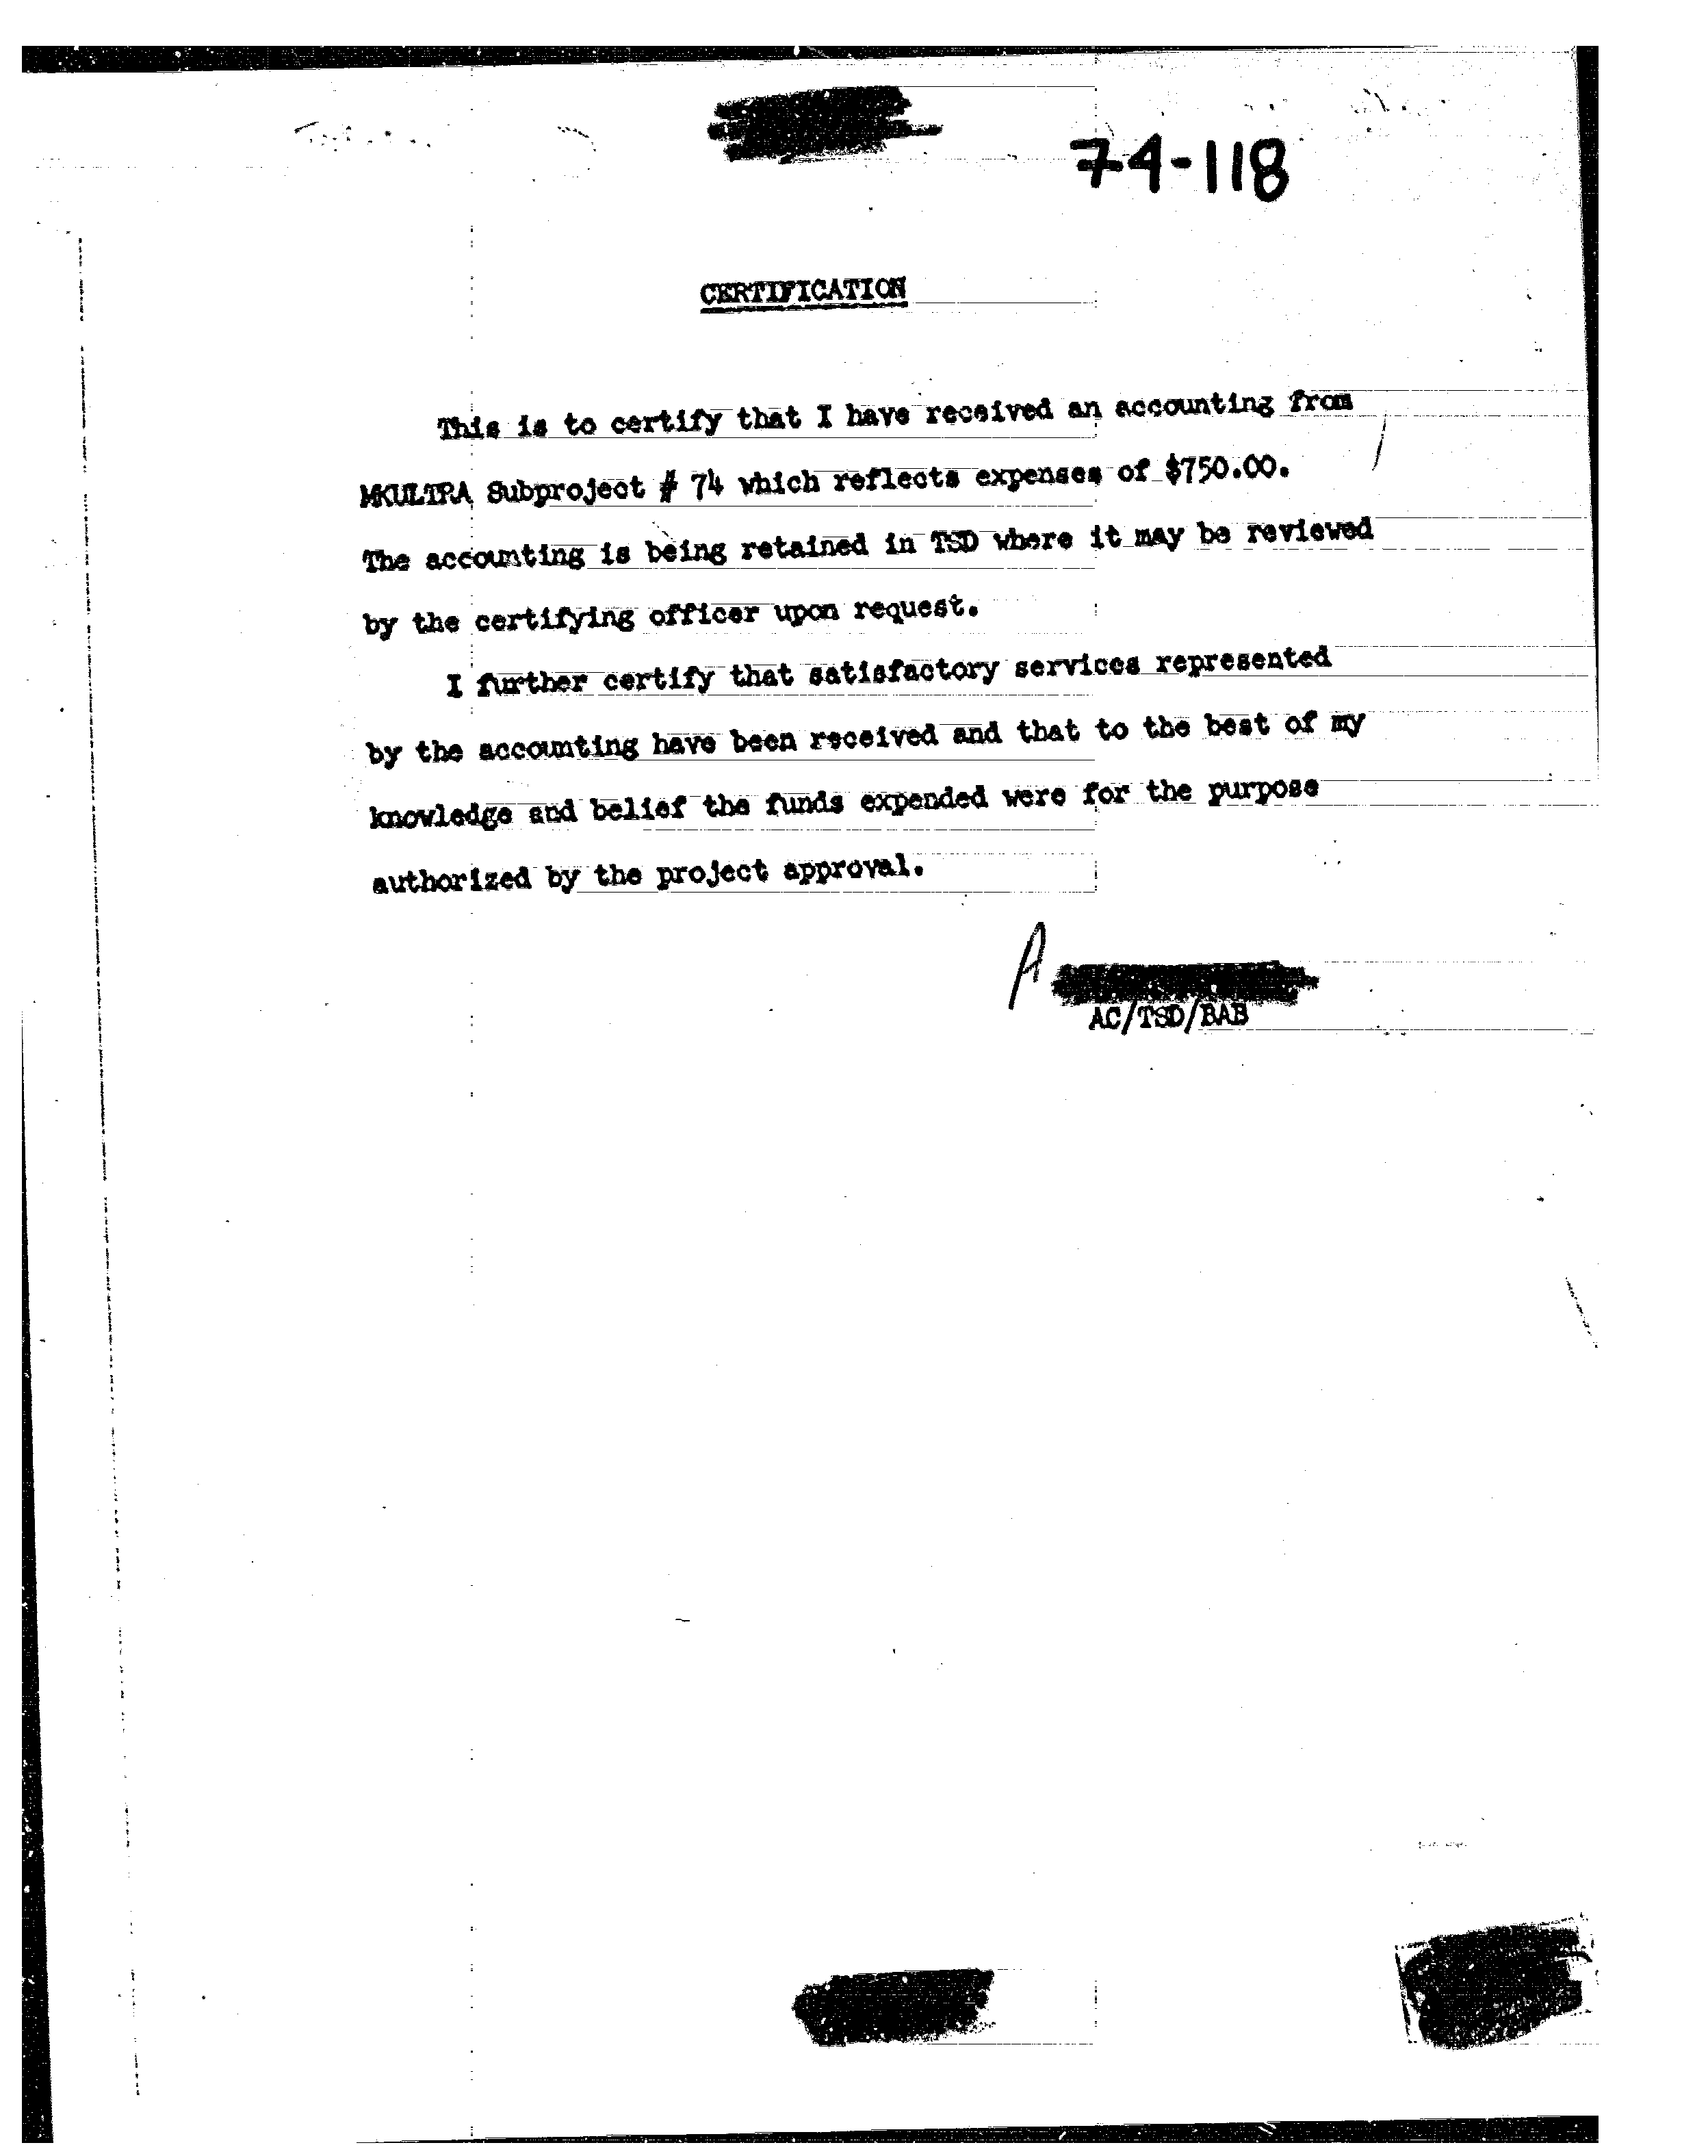 74-118
CERTIFICATION
This is to certify that I have received an accounting from
MKULTRA Subproject # 74 which reflects expenses of $750.00.
The accounting is being retained in TSD where it may be reviewed
by the certifying officer upon request.
I further certify that satisfactory services represented
by the accounting have been received and that to the best of my
knowledge and belief the funds expended were for the purpose
authorized by the project approval.
A
AC/TSD/BAB